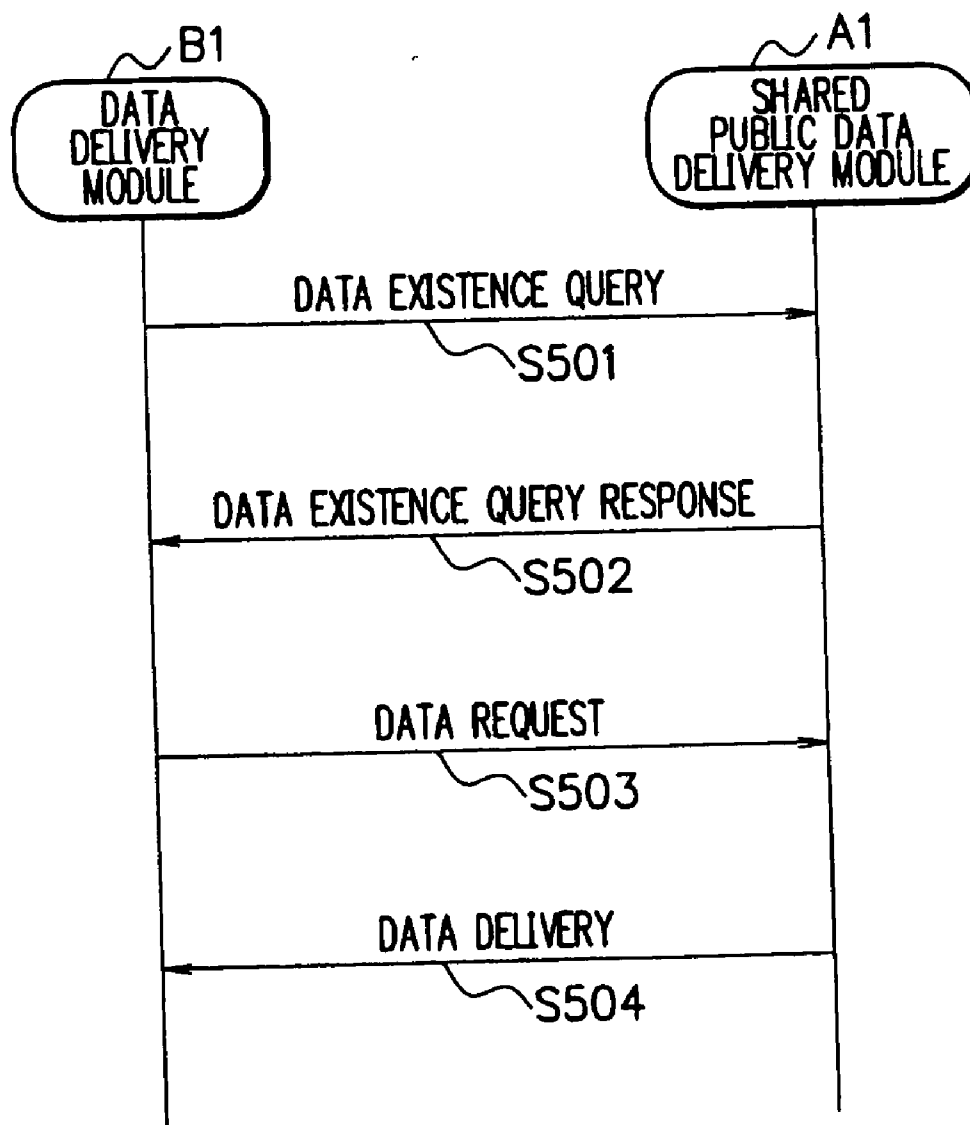 B1
DATA
DELIVERY
MODULE
A1
SHARED
PUBLIC DATA
DELIVERY MODULE
DATA EXISTENCE QUERY
S501
DATA EXISTENCE QUERY RESPONSE
S502
DATA REQUEST
S503
DATA DELIVERY
S504